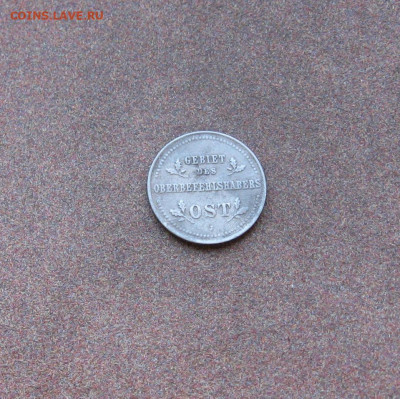 COINS.LAVE.RU
GEBIET
DES
OBERBEFEHLSHABERS
OST